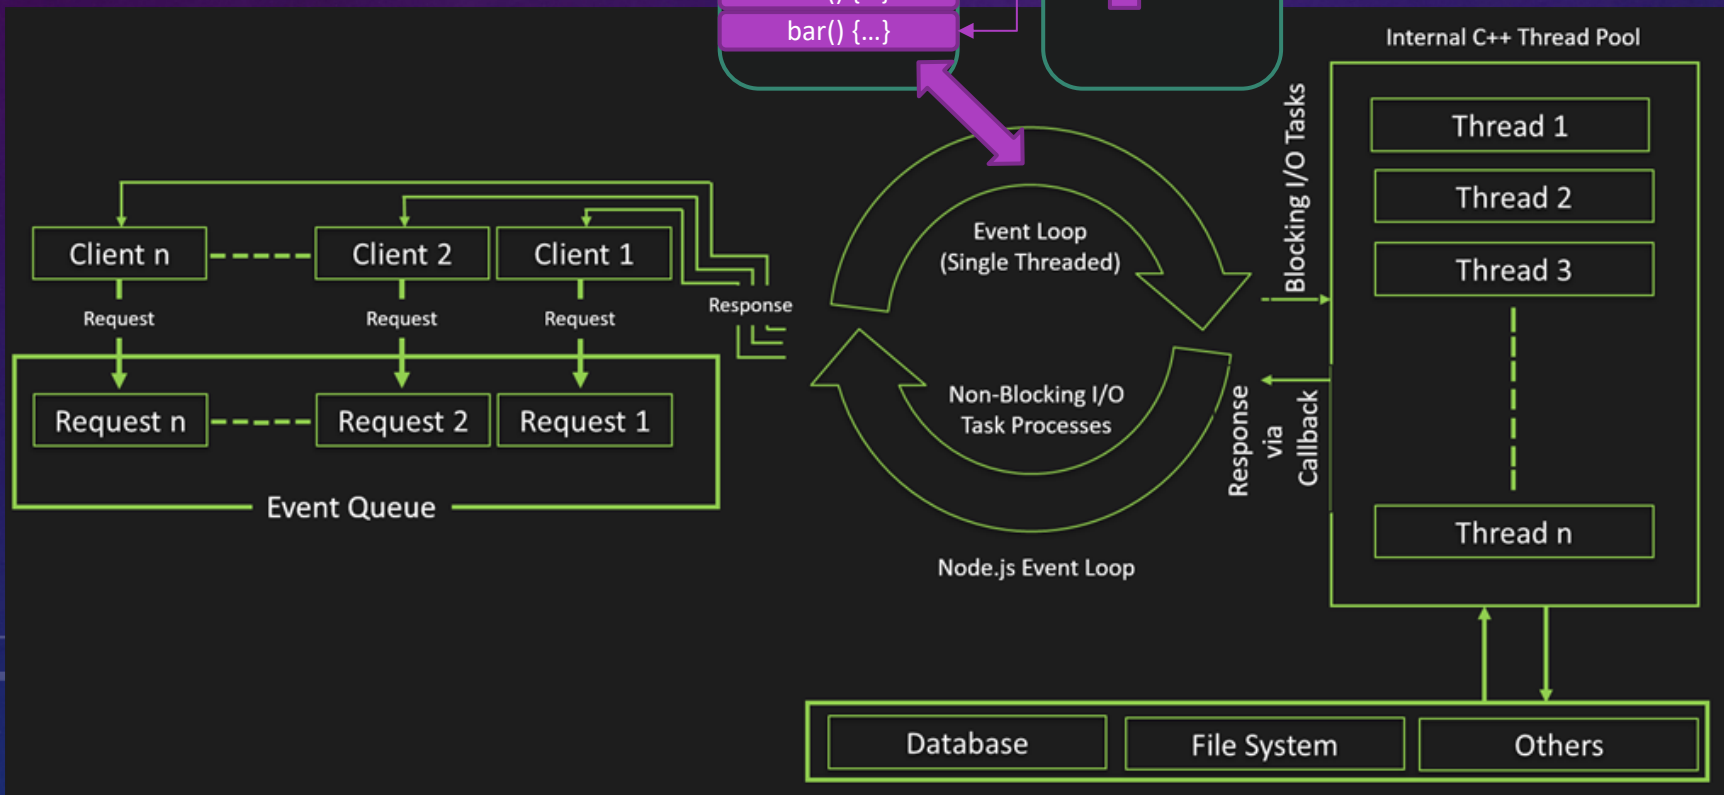 bar() {...}
Internal C++ Thread Pool
Thread 1
Thread 2
Thread 3
Thread n
Blocking I/O Tasks
Response
via
Callback
Event Loop
(Single Threaded)
Non-Blocking I/O
Task Processes
Node.js Event Loop
Client n
Client 2
Client 1
Response
Request
Request
Request
Request n
Request 2
Request 1
Event Queue
Database
File System
Others